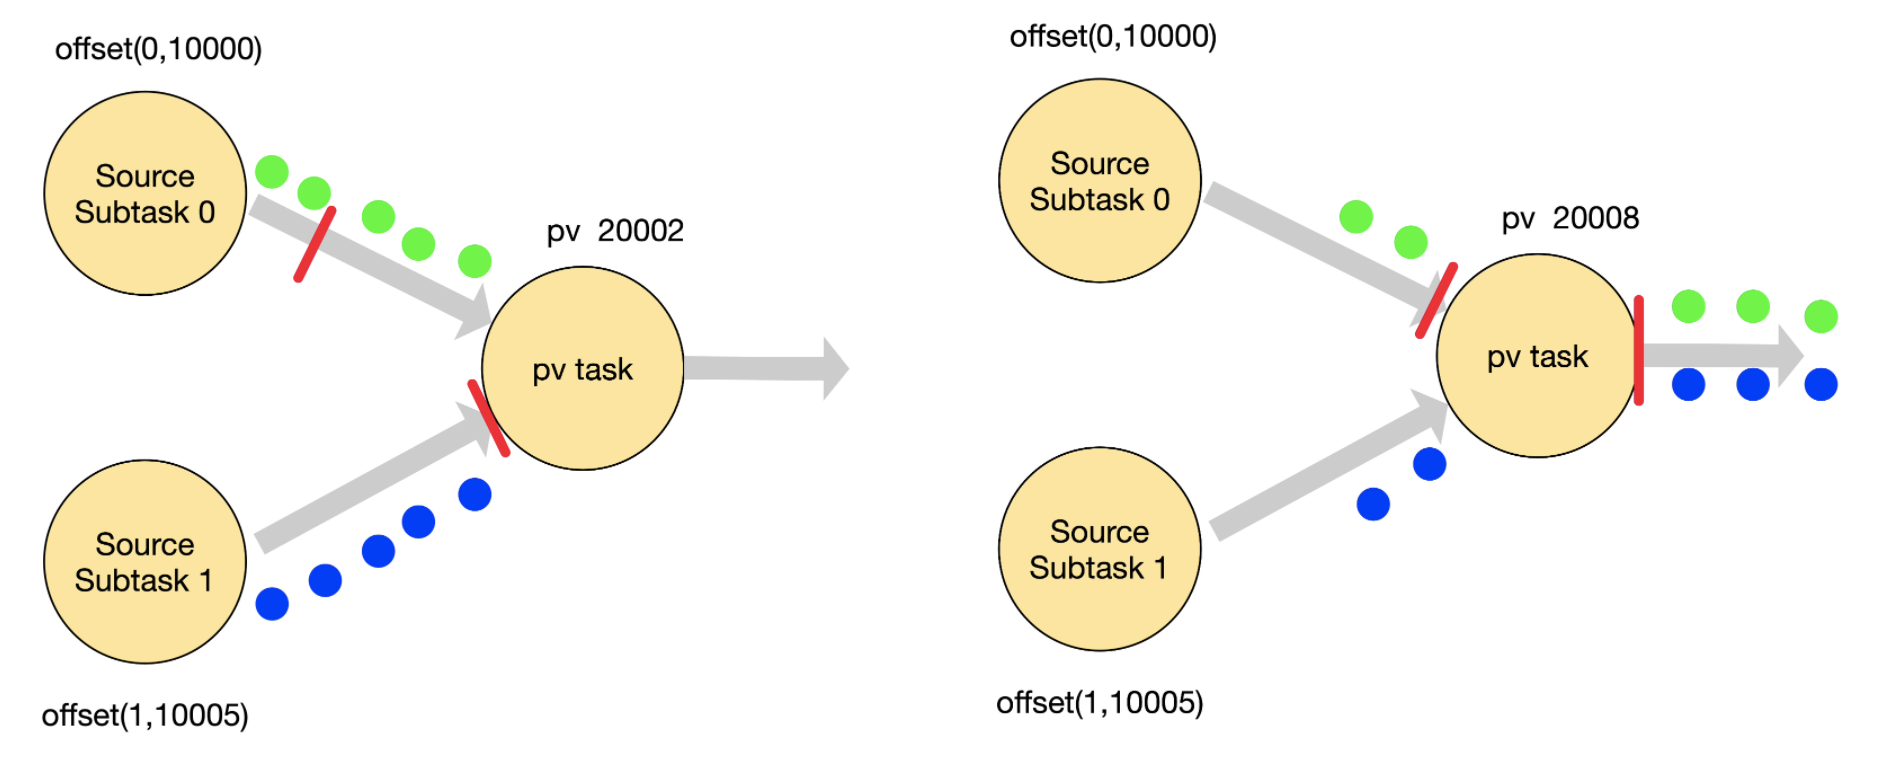 offset(0,10000)
Source
Subtask 0
pv 20002
pv task
Source
Subtask 1
offset(1,10005)
offset(0,10000)
Source
Subtask 0
pv 20008
pv task
Source
Subtask 1
offset(1,10005)